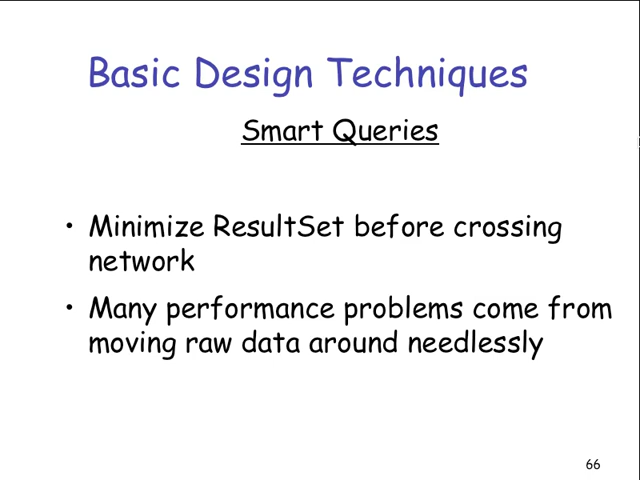 Basic Design Techniques
Smart Queries
• Minimize ResultSet before crossing
network
• Many performance problems come from
moving raw data around needlessly
66